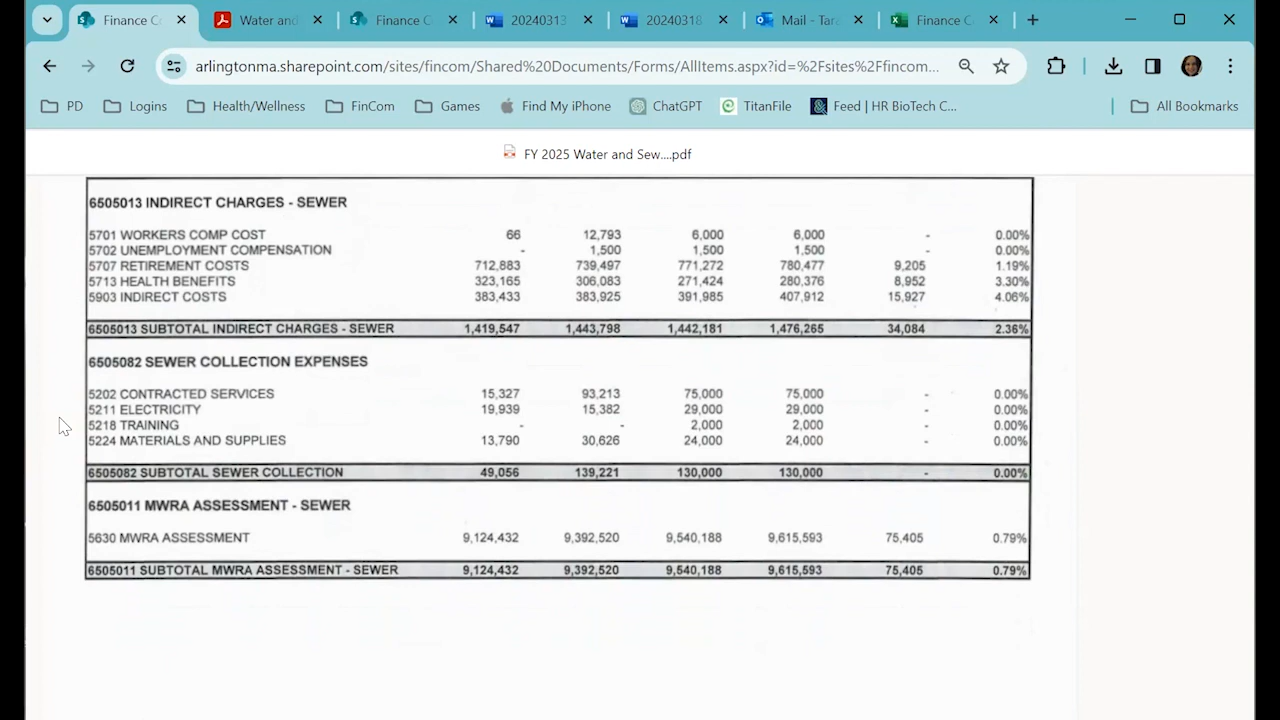 Finance Co
Water and
Finance C
20240313
20240318
Mail - Tara
Finance C
arlingtonma.sharepoint.com/sites/fincom/Shared%20Documents/Forms/AllItems.aspx?id=%2Fsites%2Ffincom...
PD
Logins
Health/Wellness
FinCom
Games
Find My iPhone
ChatGPT
TitanFile
Feed | HR BioTech C...
All Bookmarks
FY 2025 Water and Sew....pdf
6505013 INDIRECT CHARGES - SEWER
5701 WORKERS COMP COST 66 12,793 6,000 6,000 - 0.00%
5702 UNEMPLOYMENT COMPENSATION - 1,500 1,500 1,500 - 0.00%
5707 RETIREMENT COSTS 712,883 739,497 771,272 780,477 9,205 1.19%
5713 HEALTH BENEFITS 323,165 306,083 271,424 280,376 8,952 3.30%
5903 INDIRECT COSTS 383,433 383,925 391,985 407,912 15,927 4.06%
6505013 SUBTOTAL INDIRECT CHARGES - SEWER 1,419,547 1,443,798 1,442,181 1,476,265 34,084 2.36%
6505082 SEWER COLLECTION EXPENSES
5202 CONTRACTED SERVICES 15,327 93,213 75,000 75,000 - 0.00%
5211 ELECTRICITY 19,939 15,382 29,000 29,000 - 0.00%
5218 TRAINING - - 2,000 2,000 - 0.00%
5224 MATERIALS AND SUPPLIES 13,790 30,626 24,000 24,000 - 0.00%
6505082 SUBTOTAL SEWER COLLECTION 49,056 139,221 130,000 130,000 - 0.00%
6505011 MWRA ASSESSMENT - SEWER
5630 MWRA ASSESSMENT 9,124,432 9,392,520 9,540,188 9,615,593 75,405 0.79%
6505011 SUBTOTAL MWRA ASSESSMENT - SEWER 9,124,432 9,392,520 9,540,188 9,615,593 75,405 0.79%